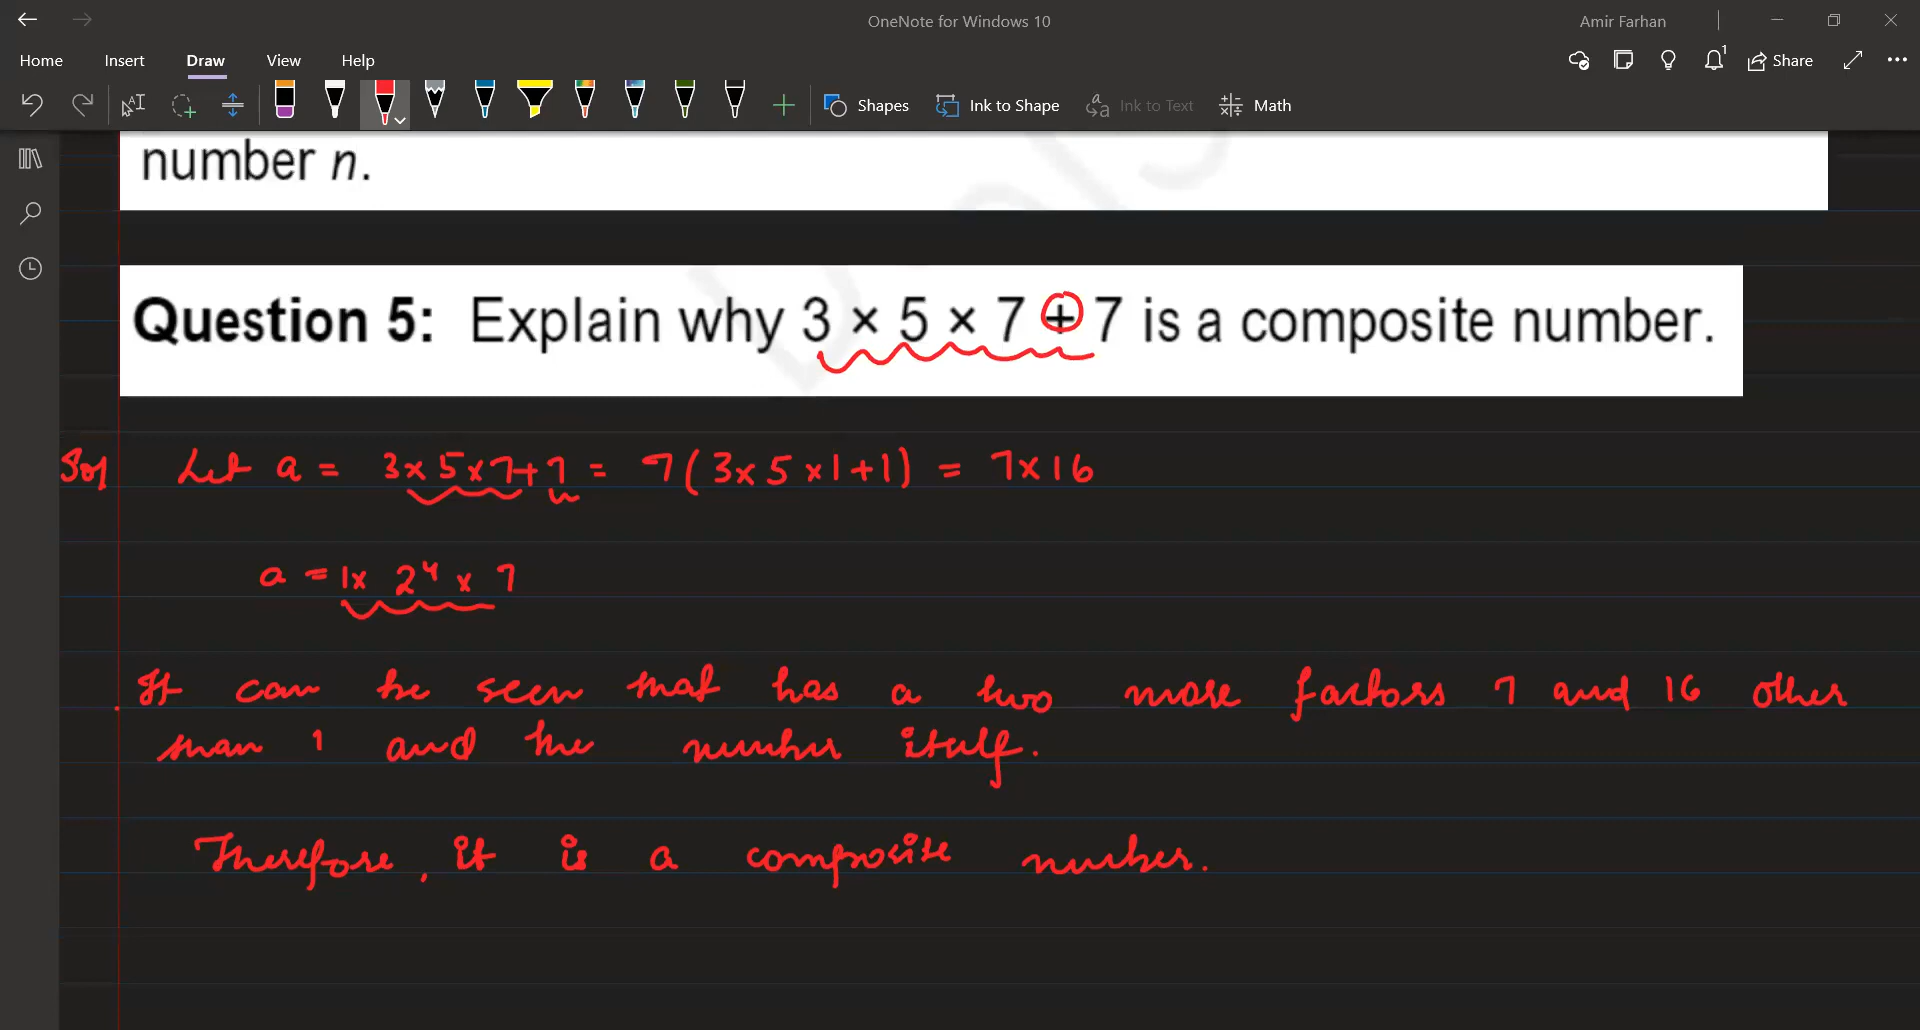 OneNote for Windows 10
Amir Farhan
Home Insert Draw View Help
1
Share
Shapes Ink to Shape Ink to Text Math
number n.
Question 5: Explain why 3 × 5 × 7 + 7 is a composite number.
Sol Let a = 3×5×7+7 = 7(3×5×1+1) = 7×16
a = 1× 2⁴ × 7
It can be seen that has a two more factors 7 and 16 other
than 1 and the number itself.
Therefore, it is a composite number.